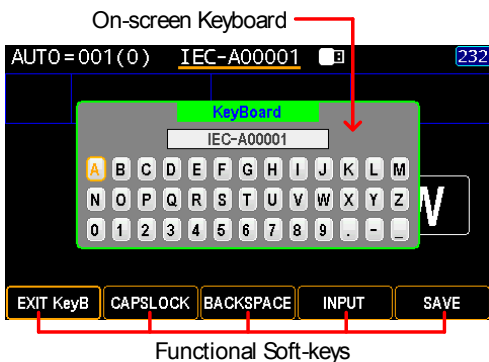 On-screen Keyboard
AUTO=001(0) IEC-A00001 232
KeyBoard
IEC-A00001
A B C D E F G H I J K L M
N O P Q R S T U V W X Y Z
0 1 2 3 4 5 6 7 8 9 . - _
W
EXIT KeyB CAPSLOCK BACKSPACE INPUT SAVE
Functional Soft-keys